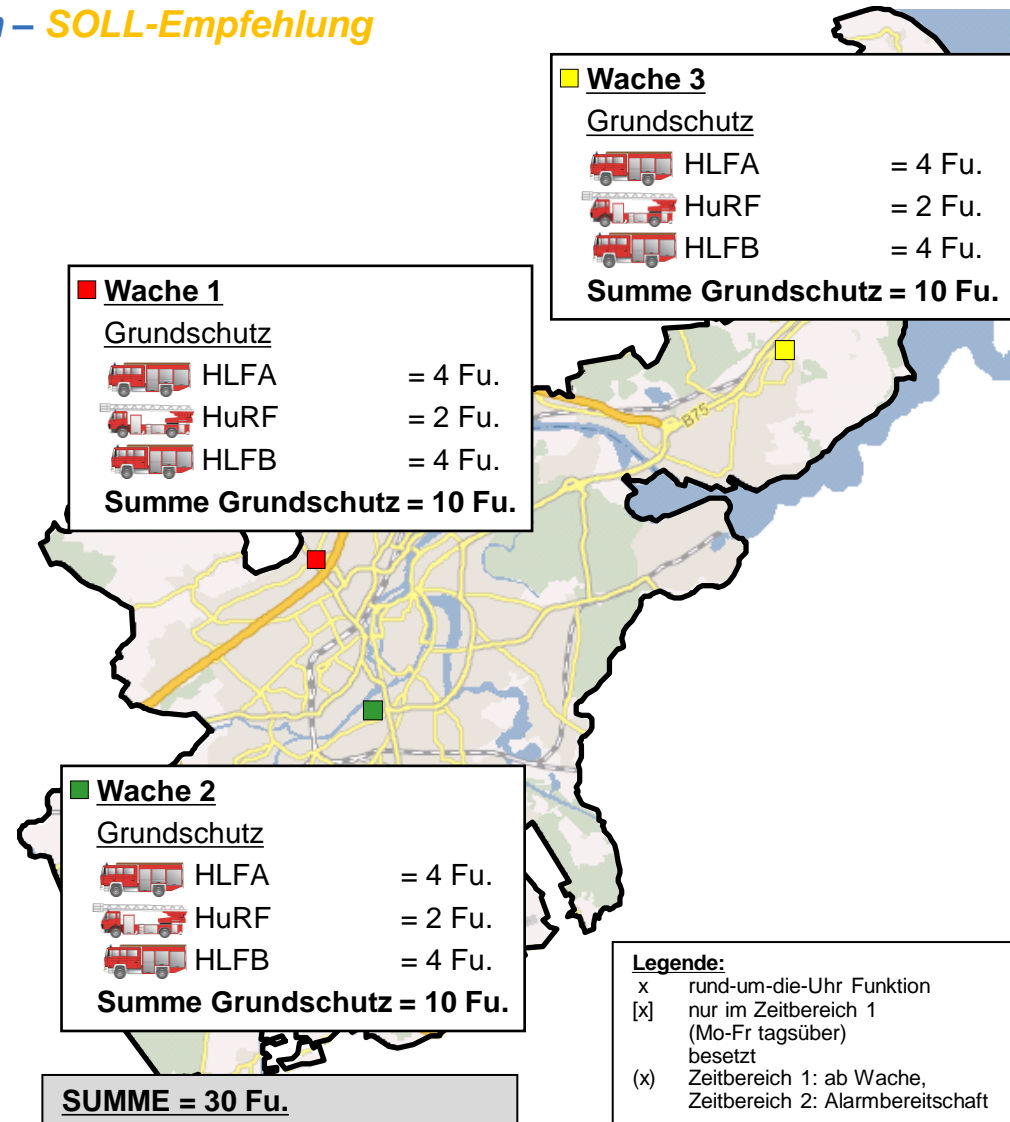 – SOLL-Empfehlung
Wache 3
Grundschutz
HLFA = 4 Fu.
HuRF = 2 Fu.
HLFB = 4 Fu.
Summe Grundschutz = 10 Fu.
Wache 1
Grundschutz
HLFA = 4 Fu.
HuRF = 2 Fu.
HLFB = 4 Fu.
Summe Grundschutz = 10 Fu.
B75
Wache 2
Grundschutz
HLFA = 4 Fu.
HuRF = 2 Fu.
HLFB = 4 Fu.
Summe Grundschutz = 10 Fu.
Legende:
x rund-um-die-Uhr Funktion
[x] nur im Zeitbereich 1
(Mo-Fr tagsüber)
besetzt
(x) Zeitbereich 1: ab Wache,
Zeitbereich 2: Alarmbereitschaft
SUMME = 30 Fu.